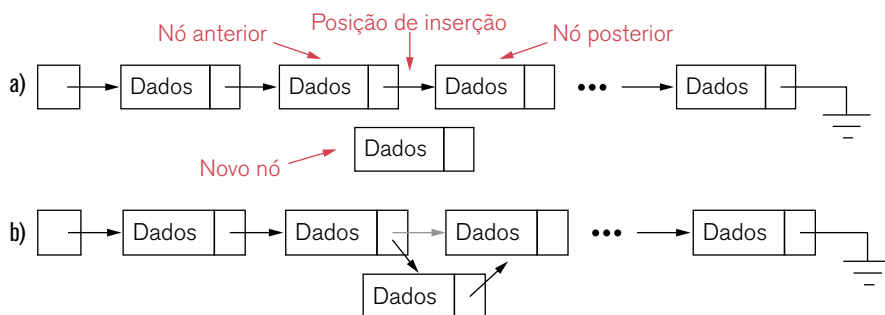 Nó anterior
Posição de inserção
Nó posterior
a)
Dados
Dados
Dados
•••
Dados
Novo nó
Dados
b)
Dados
Dados
Dados
•••
Dados
Dados